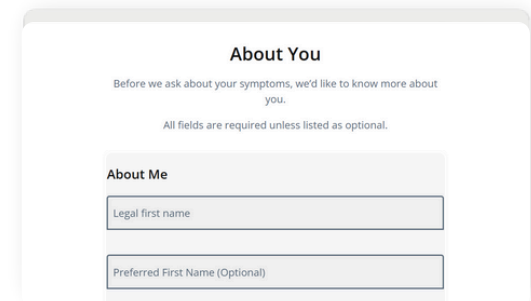 About You
Before we ask about your symptoms, we'd like to know more about
you.
All fields are required unless listed as optional.
About Me
Legal first name
Preferred First Name (Optional)